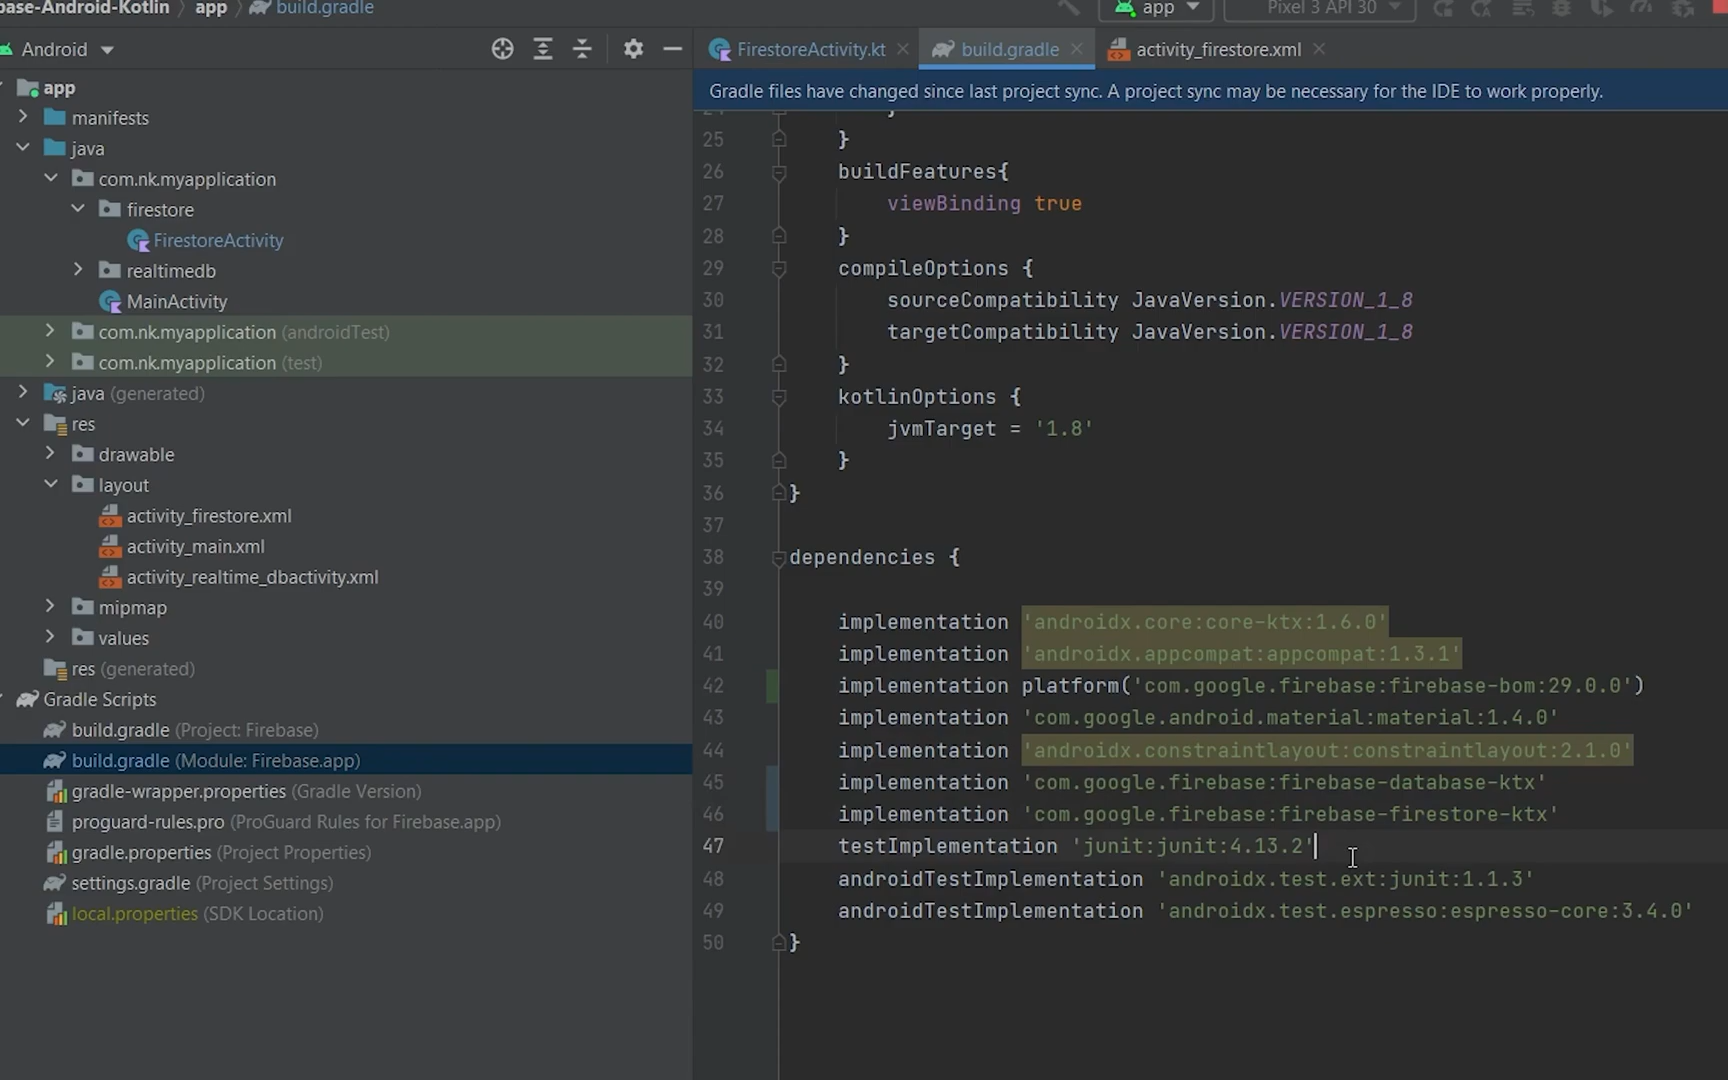 base-Android-Kotlin › app › build.gradle
app
Pixel 3 API 30
Android
FirestoreActivity.kt
build.gradle
activity_firestore.xml
Gradle files have changed since last project sync. A project sync may be necessary for the IDE to work properly.
app
manifests
java
com.nk.myapplication
firestore
FirestoreActivity
realtimedb
MainActivity
com.nk.myapplication (androidTest)
com.nk.myapplication (test)
java (generated)
res
drawable
layout
activity_firestore.xml
activity_main.xml
activity_realtime_dbactivity.xml
mipmap
values
res (generated)
Gradle Scripts
build.gradle (Project: Firebase)
build.gradle (Module: Firebase.app)
gradle-wrapper.properties (Gradle Version)
proguard-rules.pro (ProGuard Rules for Firebase.app)
gradle.properties (Project Properties)
settings.gradle (Project Settings)
local.properties (SDK Location)
24 }
25 }
26 buildFeatures{
27 viewBinding true
28 }
29 compileOptions {
30 sourceCompatibility JavaVersion.VERSION_1_8
31 targetCompatibility JavaVersion.VERSION_1_8
32 }
33 kotlinOptions {
34 jvmTarget = '1.8'
35 }
36 }
37
38 dependencies {
39
40 implementation 'androidx.core:core-ktx:1.6.0'
41 implementation 'androidx.appcompat:appcompat:1.3.1'
42 implementation platform('com.google.firebase:firebase-bom:29.0.0')
43 implementation 'com.google.android.material:material:1.4.0'
44 implementation 'androidx.constraintlayout:constraintlayout:2.1.0'
45 implementation 'com.google.firebase:firebase-database-ktx'
46 implementation 'com.google.firebase:firebase-firestore-ktx'
47 testImplementation 'junit:junit:4.13.2'
48 androidTestImplementation 'androidx.test.ext:junit:1.1.3'
49 androidTestImplementation 'androidx.test.espresso:espresso-core:3.4.0'
50 }